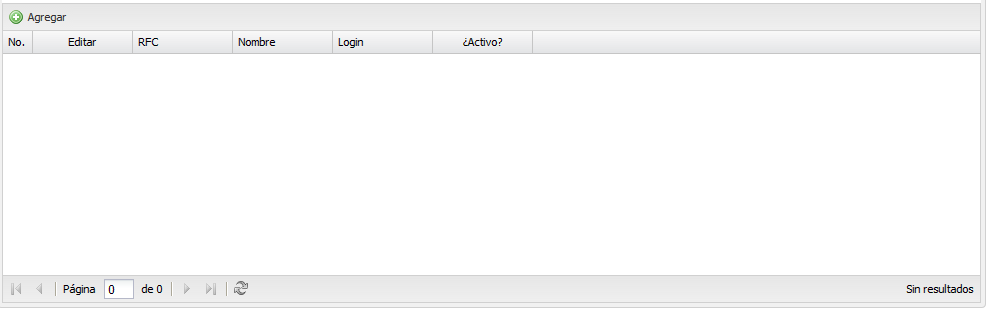 Agregar
No. Editar RFC Nombre Login ¿Activo?
Página 0 de 0 Sin resultados